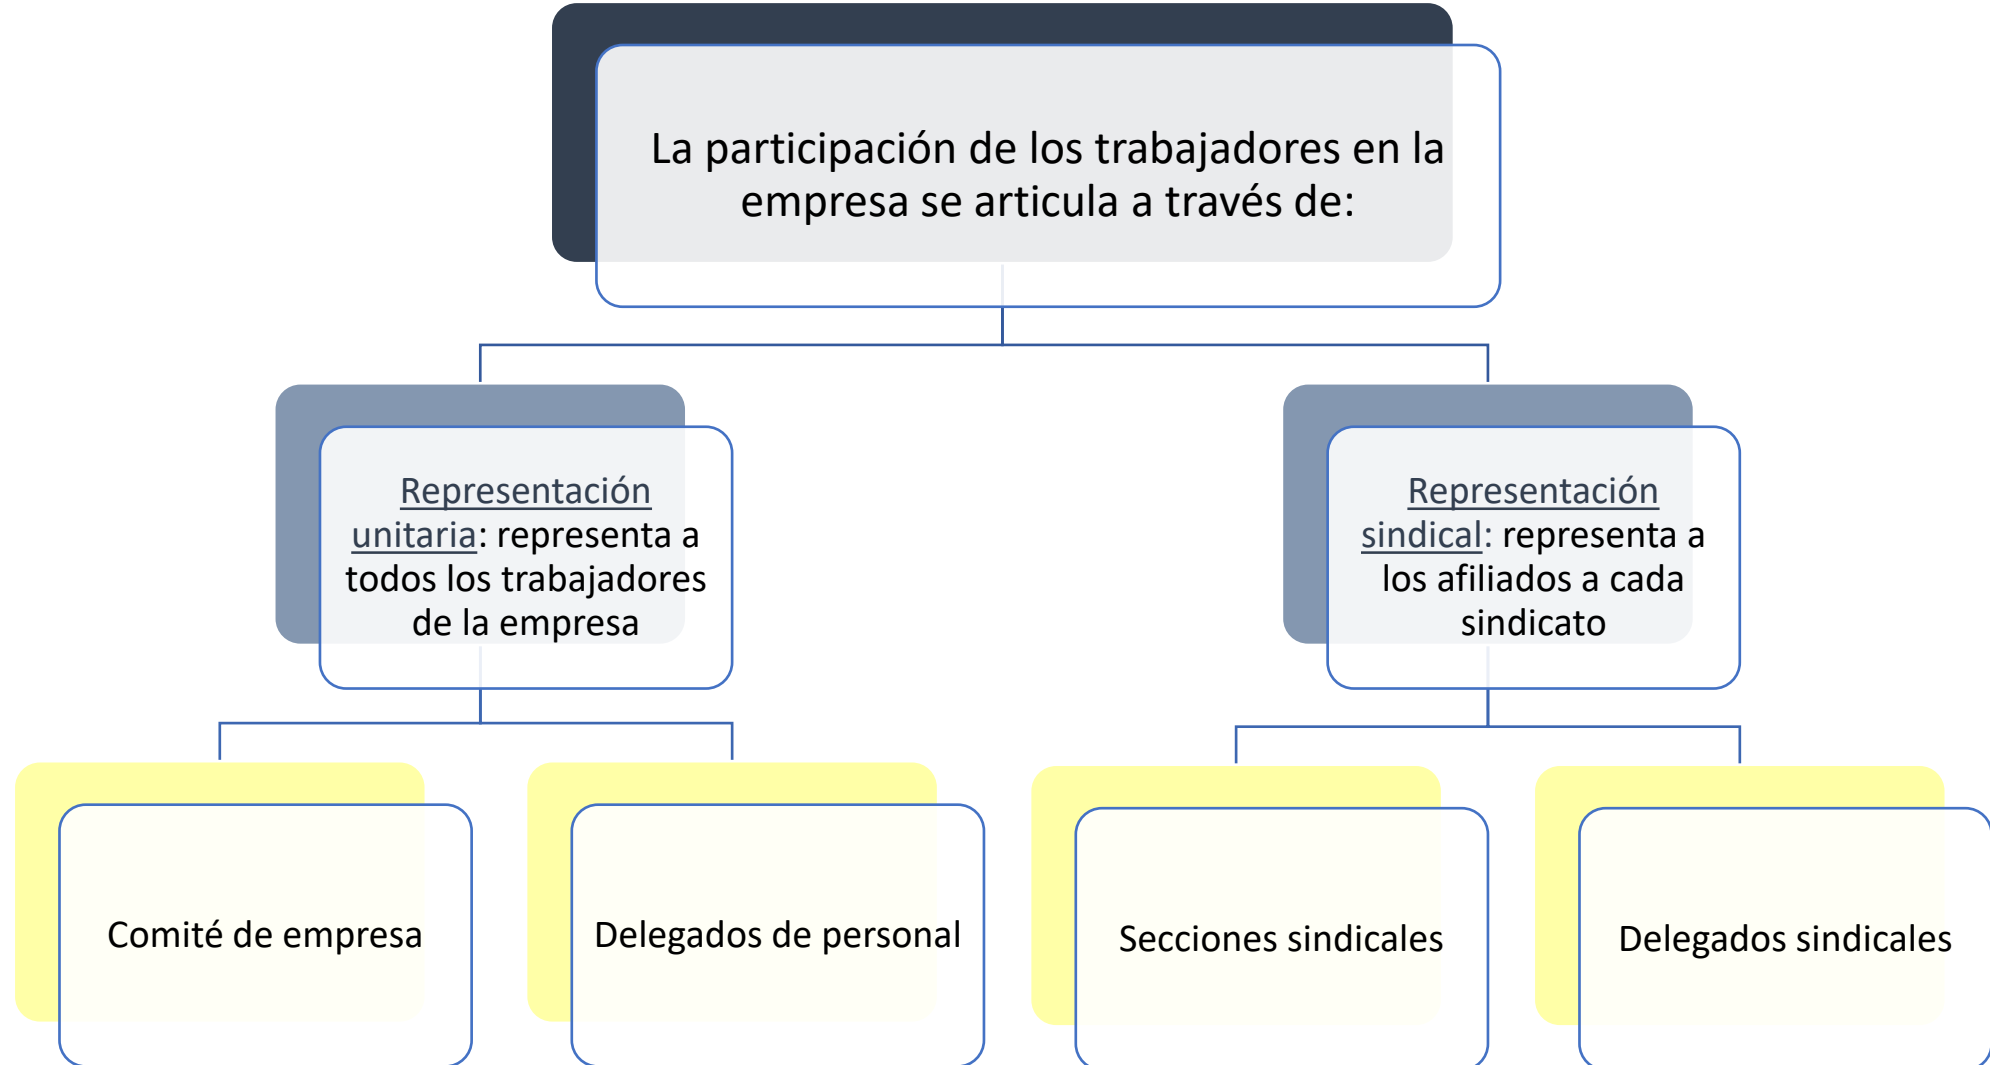 La participación de los trabajadores en la
empresa se articula a través de:
Representación
unitaria: representa a
todos los trabajadores
de la empresa
Representación
sindical: representa a
los afiliados a cada
sindicato
Comité de empresa
Delegados de personal
Secciones sindicales
Delegados sindicales